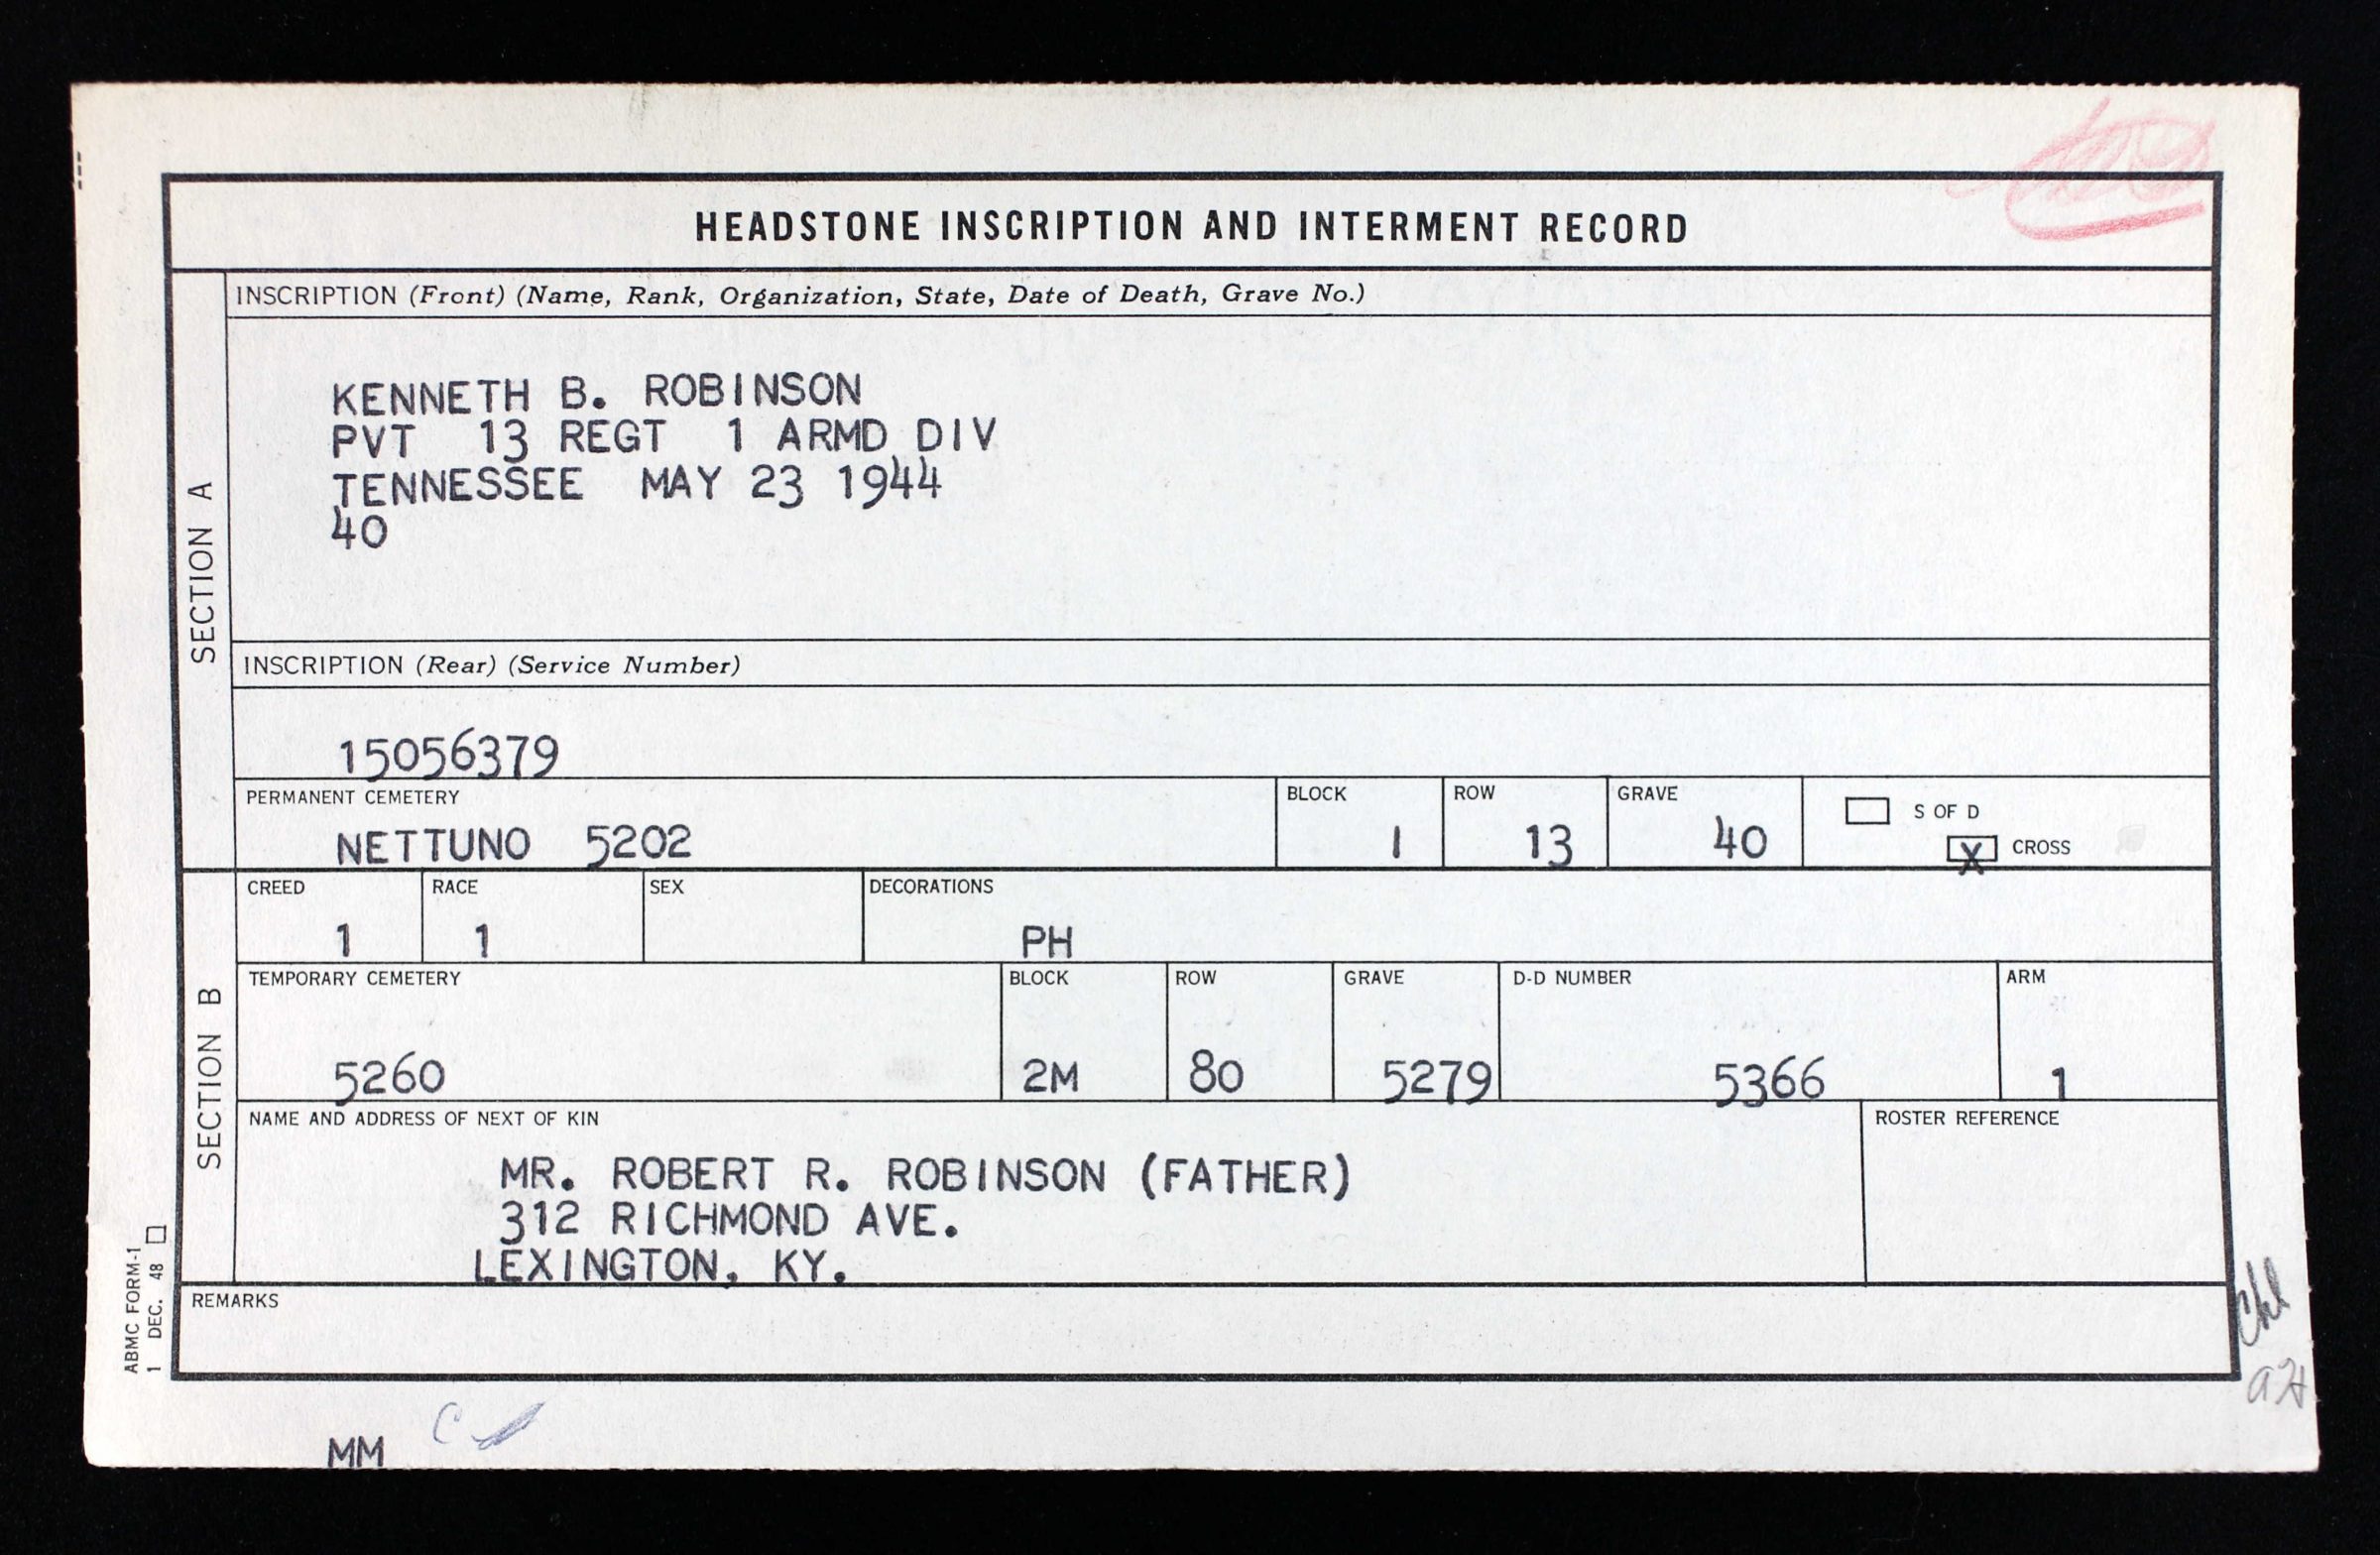 HEADSTONE INSCRIPTION AND INTERMENT RECORD
SECTION A
INSCRIPTION (Front) (Name, Rank, Organization, State, Date of Death, Grave No.)
KENNETH B. ROBINSON
PVT 13 REGT 1 ARMD DIV
TENNESSEE MAY 23 1944
40
INSCRIPTION (Rear) (Service Number)
15056379
PERMANENT CEMETERY BLOCK ROW GRAVE
NETTUNO 5202 1 13 40
S OF D
X CROSS
SECTION B
CREED RACE SEX DECORATIONS
1 1 PH
TEMPORARY CEMETERY BLOCK ROW GRAVE D-D NUMBER ARM
5260 2M 80 5279 5366 1
NAME AND ADDRESS OF NEXT OF KIN ROSTER REFERENCE
MR. ROBERT R. ROBINSON (FATHER)
312 RICHMOND AVE.
LEXINGTON, KY.
REMARKS
ABMC FORM-1
1 DEC. 48
MM